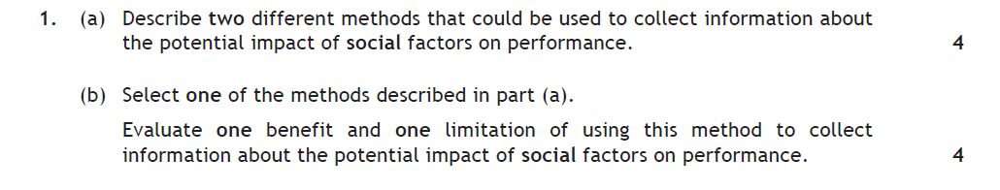 1. (a) Describe two different methods that could be used to collect information about
the potential impact of social factors on performance. 4
(b) Select one of the methods described in part (a).
Evaluate one benefit and one limitation of using this method to collect
information about the potential impact of social factors on performance. 4